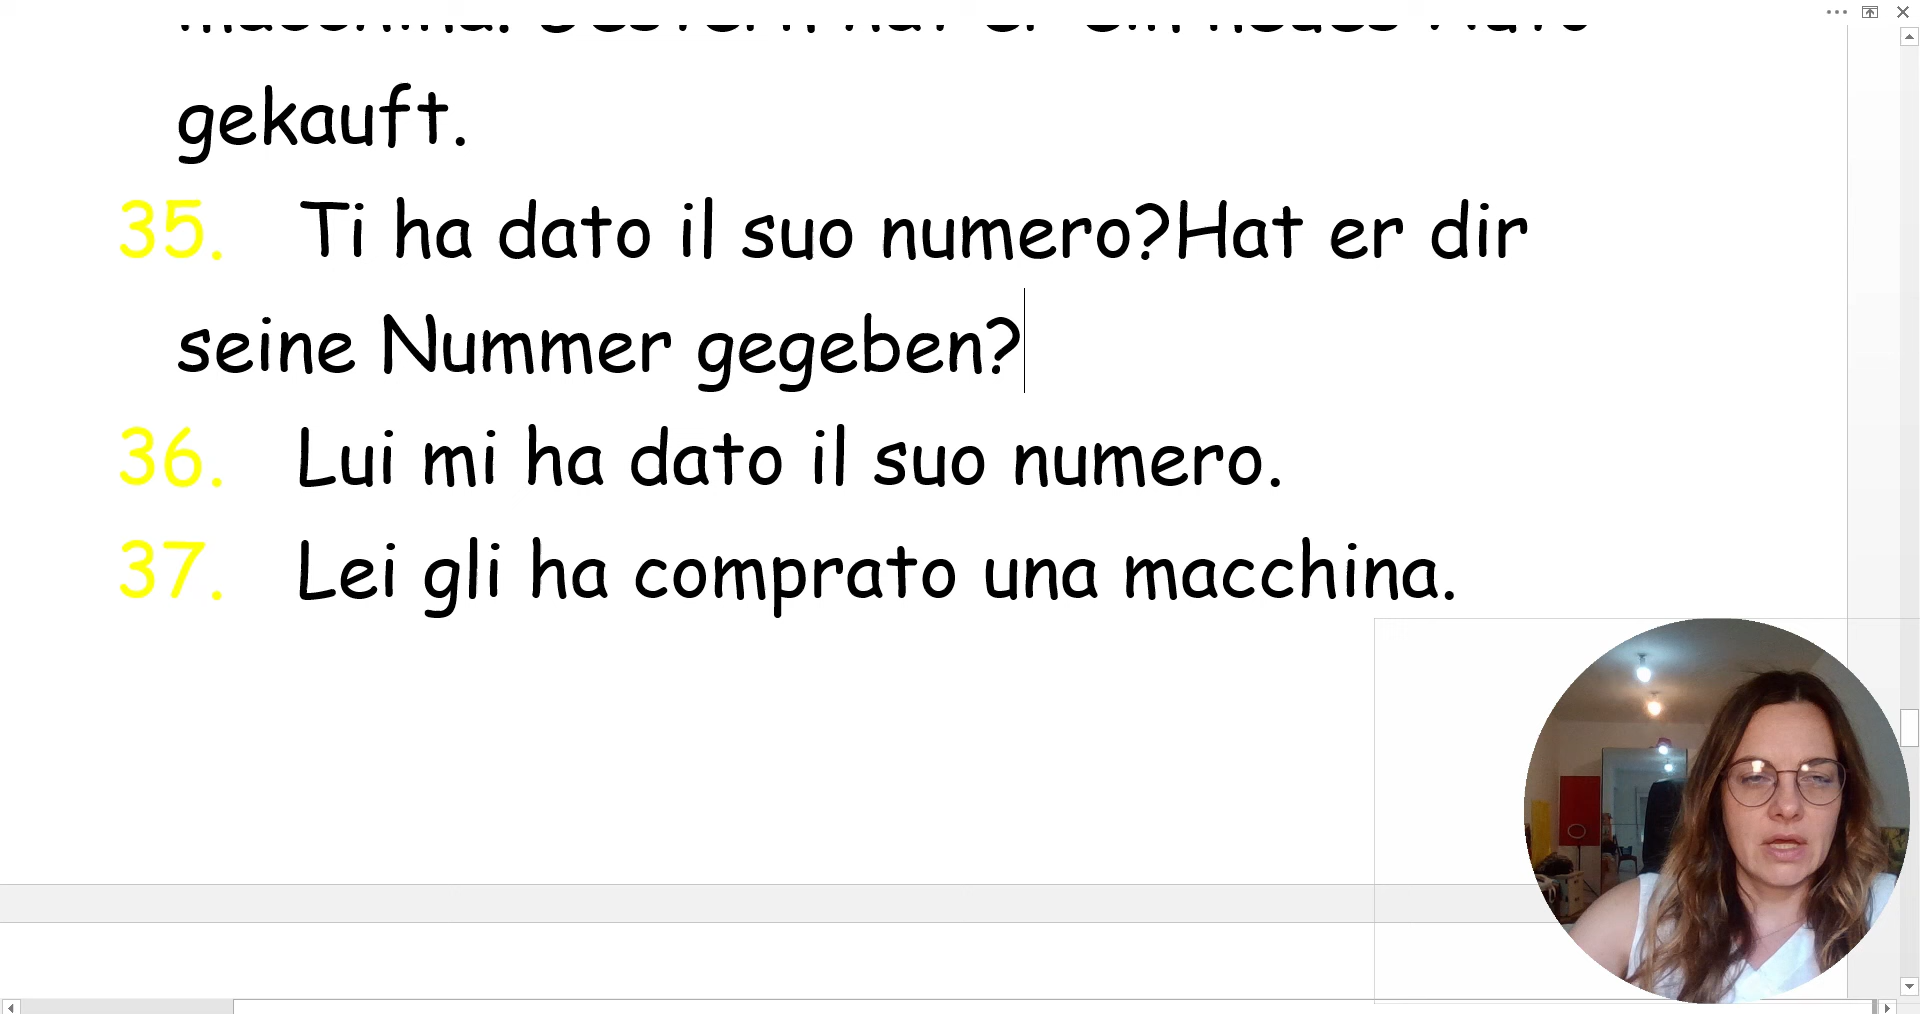 gekauft.
35. Ti ha dato il suo numero?Hat er dir
seine Nummer gegeben?
36. Lui mi ha dato il suo numero.
37. Lei gli ha comprato una macchina.